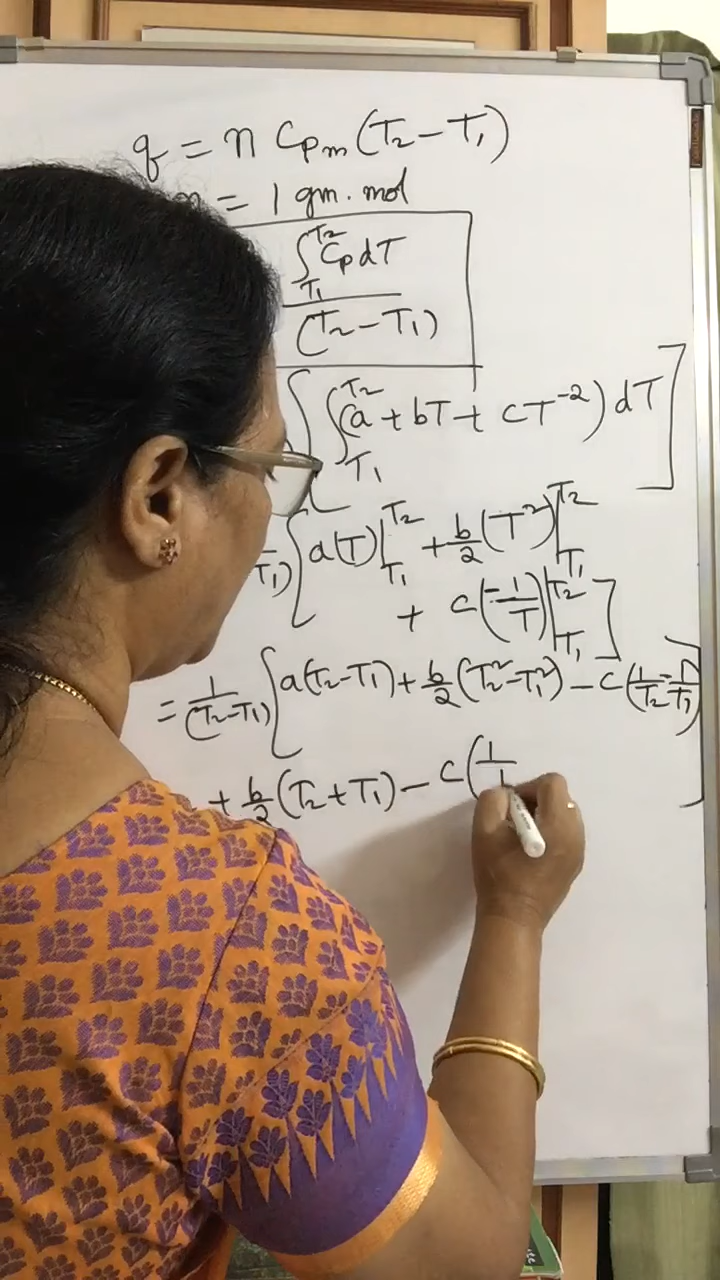 q = n Cpm (T2 − T1)
= 1 gm. mol
∫T1T2 Cp dT
(T2 − T1)
[∫T1T2 (a + bT + cT⁻²) dT]
T1) [a(T)|T1T2 + b/2 (T²)|T1T2
+ c(−1/T)|T1T2]
= 1/(T2−T1) [a(T2−T1) + b/2 (T2²−T1²) − c(1/T2 − 1/T1)]
+ b/2 (T2 + T1) − c(1